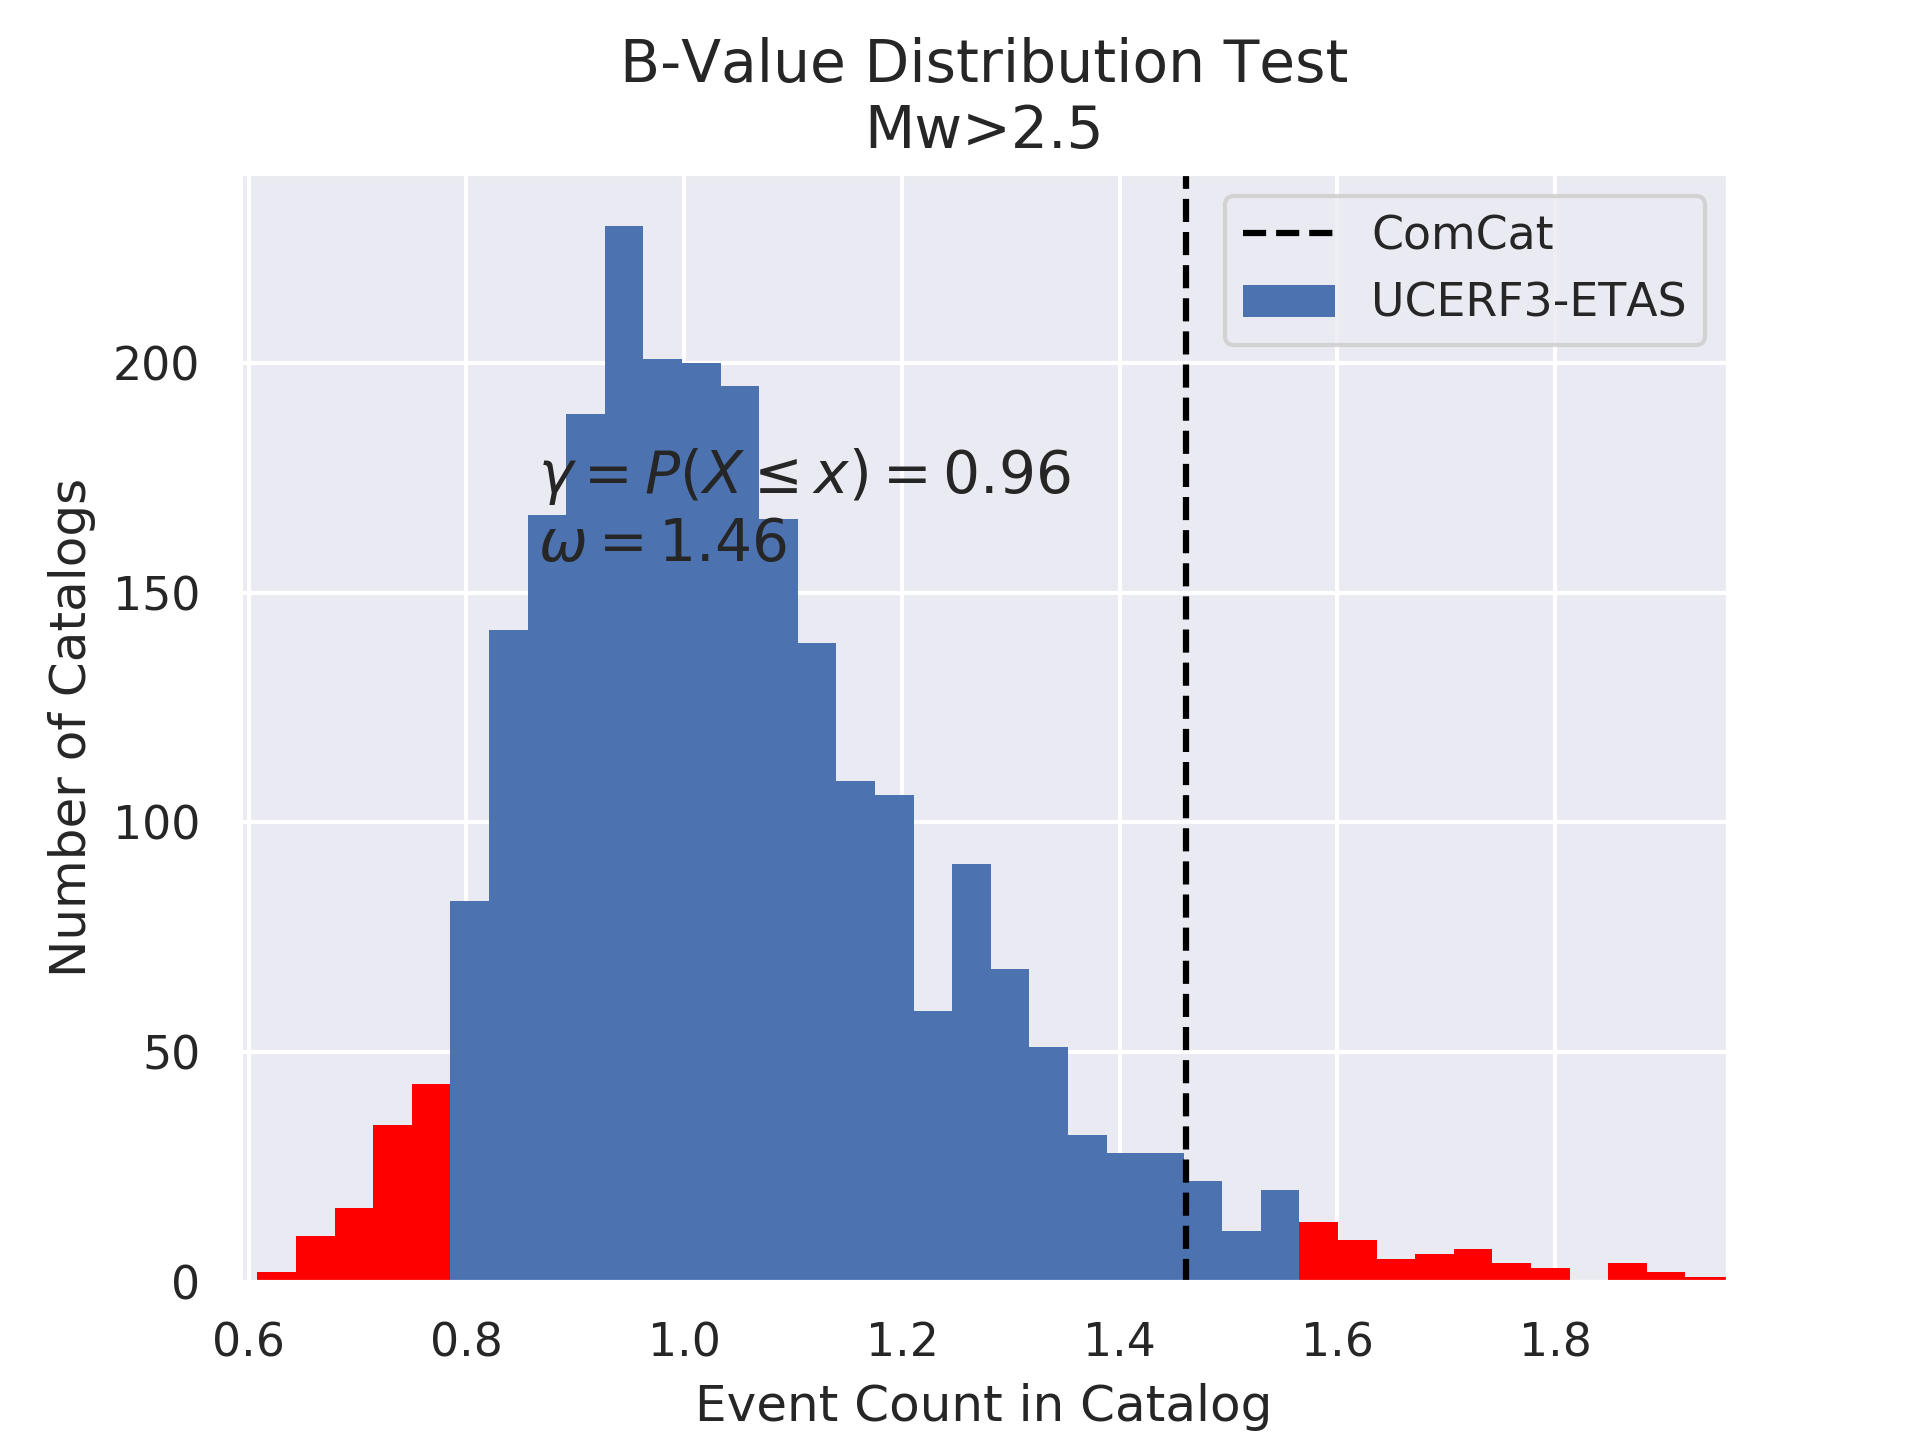 B-Value Distribution Test
Mw>2.5
ComCat
UCERF3-ETAS
γ = P(X ≤ x) = 0.96
ω = 1.46
Number of Catalogs
200
150
100
50
0
0.6 0.8 1.0 1.2 1.4 1.6 1.8
Event Count in Catalog